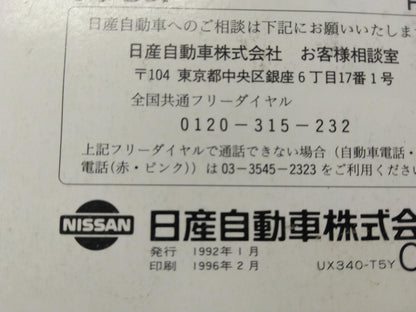 日産自動車へのご相談は下記にお願いいたしま
日産自動車株式会社 お客様相談室
〒104 東京都中央区銀座6丁目17番1号
全国共通フリーダイヤル
0120-315-232
上記フリーダイヤルで通話できない場合(自動車電話・
電話(赤・ピンク))は03-3545-2323をご利用くださ
NISSAN 日産自動車株式会
発行 1992年1月
印刷 1996年2月
UX340-T5Y